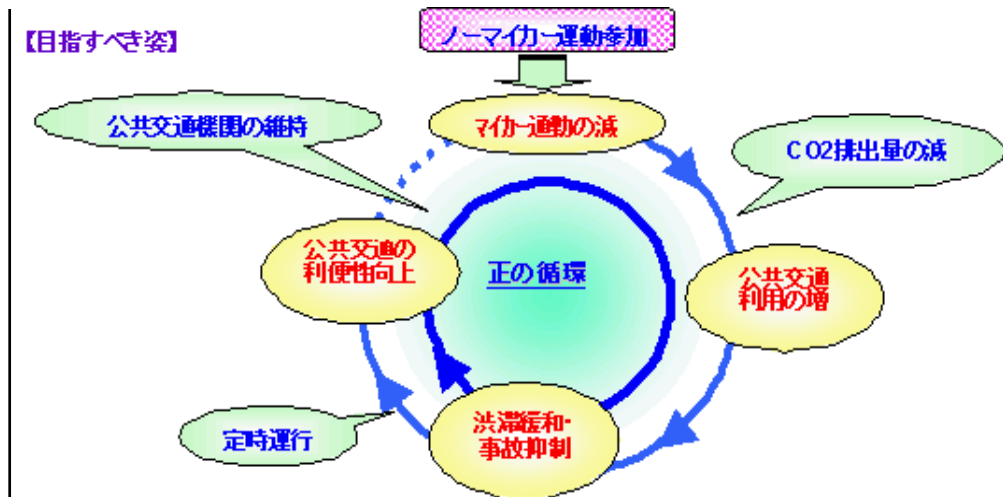 【目指すべき姿】
ノーマイカー運動参加
公共交通機関の維持
マイカー通勤の減
CO2排出量の減
公共交通の
利便性向上
正の循環
公共交通
利用の増
渋滞緩和・
事故抑制
定時運行